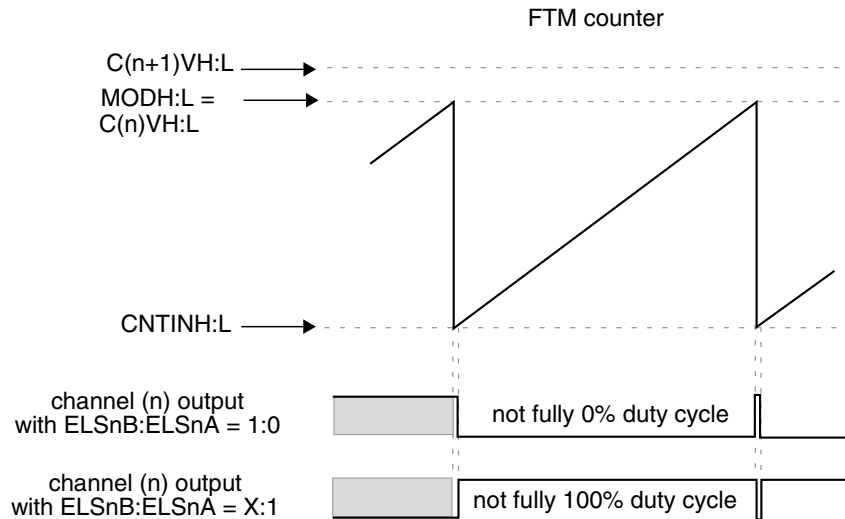 FTM counter
C(n+1)VH:L
MODH:L =
C(n)VH:L
CNTINH:L
channel (n) output
with ELSnB:ELSnA = 1:0
not fully 0% duty cycle
channel (n) output
with ELSnB:ELSnA = X:1
not fully 100% duty cycle